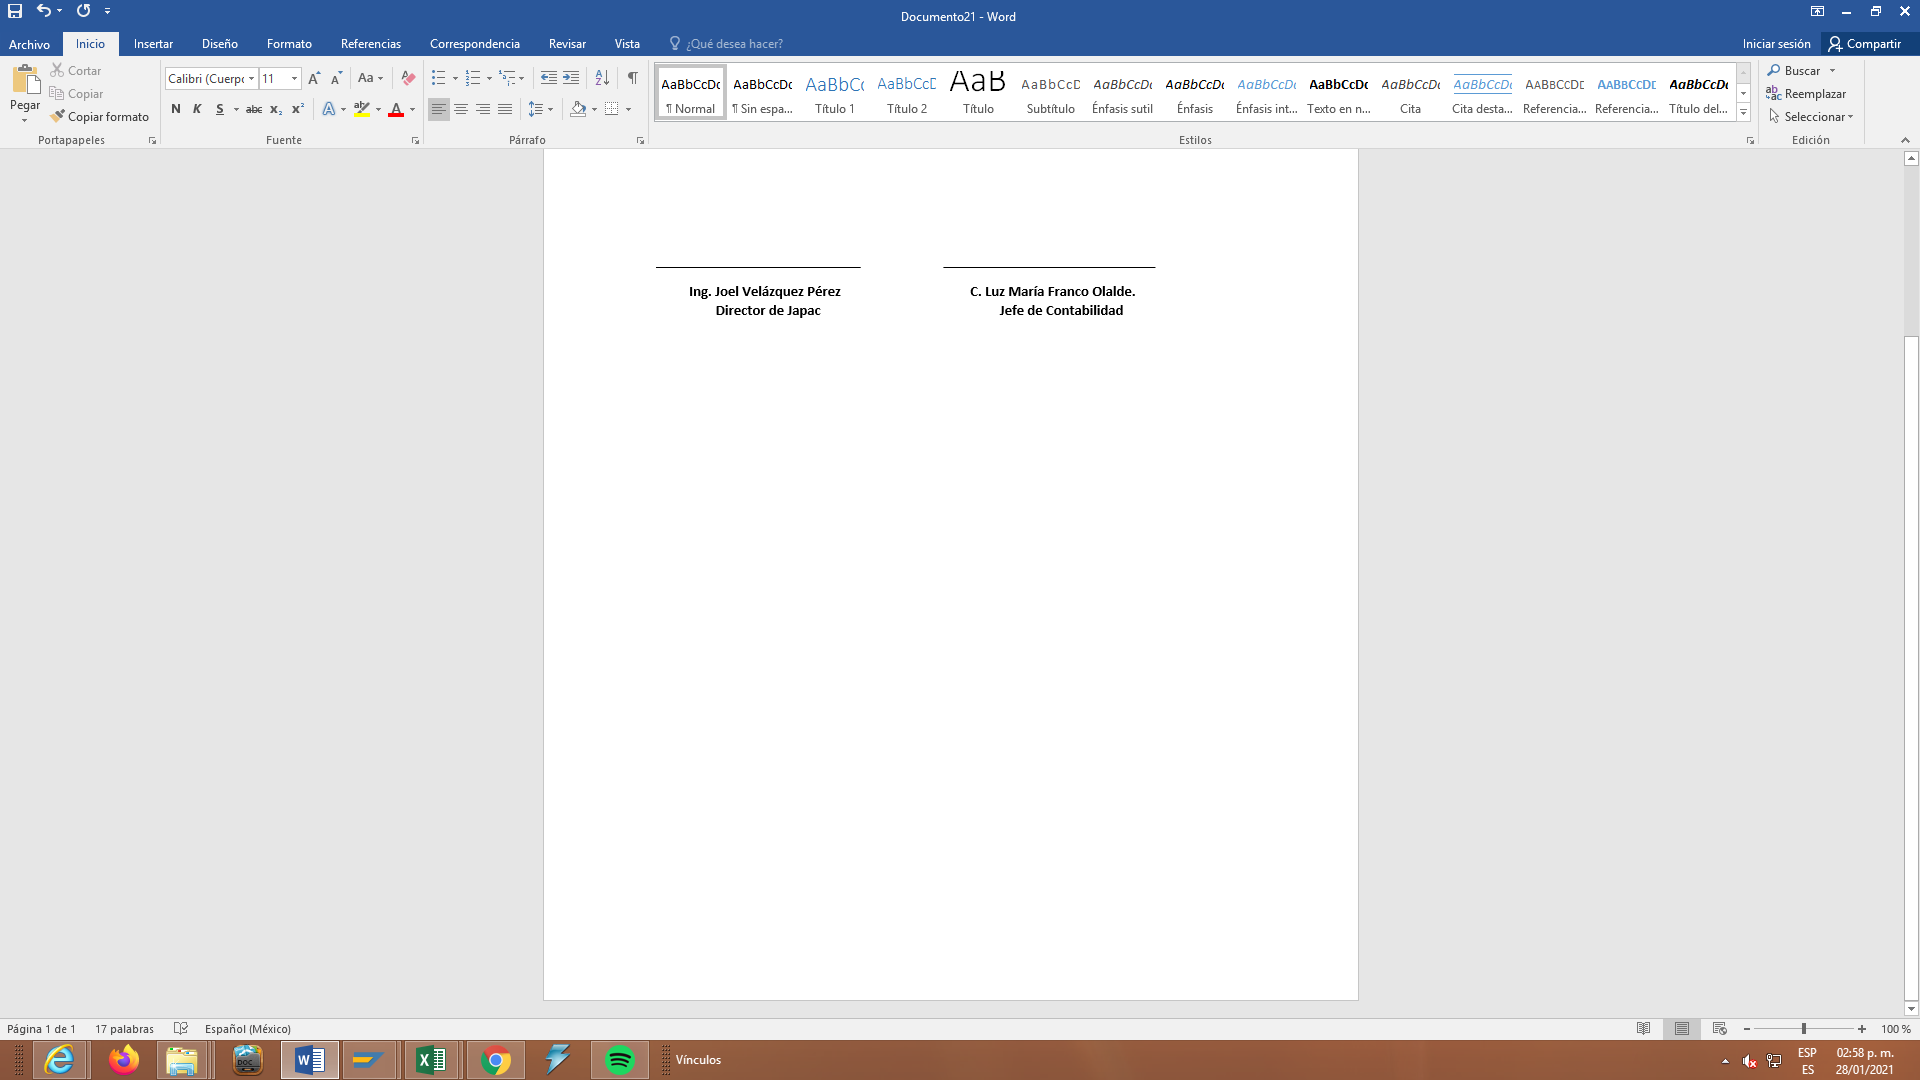 Documento21 - Word
Archivo Inicio Insertar Diseño Formato Referencias Correspondencia Revisar Vista ¿Qué desea hacer? Iniciar sesión Compartir
Pegar
Cortar
Copiar
Copiar formato
Portapapeles
Calibri (Cuerpo 11
Aa
N K S abc x₂ x² A aby A
Fuente
Párrafo
AaBbCcDc AaBbCcDc AaBbCc AaBbCcD AaB AaBbCcD AaBbCcDc AaBbCcDc AaBbCcDc AaBbCcDc AaBbCcDc AaBbCcDc AABBCCDD AABBCCDD AaBbCcDc
¶ Normal ¶ Sin espa... Título 1 Título 2 Título Subtítulo Énfasis sutil Énfasis Énfasis int... Texto en n... Cita Cita desta... Referencia... Referencia... Título del...
Estilos
Buscar
Reemplazar
Seleccionar
Edición
Ing. Joel Velázquez Pérez C. Luz María Franco Olalde.
Director de Japac Jefe de Contabilidad
Página 1 de 1 17 palabras Español (México) 100 %
Vínculos
ESP
ES
02:58 p. m.
28/01/2021